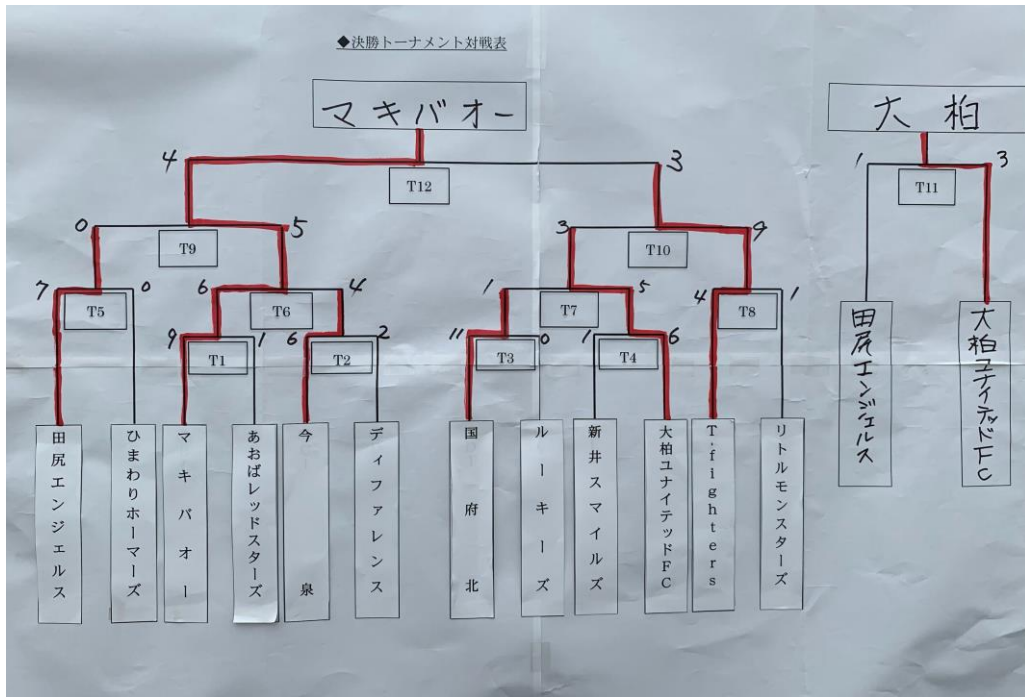 ◆決勝トーナメント対戦表
マキバオー
大柏
4
3
T12
1
3
T11
0
5
T9
3
9
T10
7
0
T5
6
4
T6
1
5
T7
4
1
T8
9
1
T1
6
2
T2
11
0
T3
1
6
T4
田尻エンジェルス
ひまわりホーマーズ
マキバオー
あおばレッドスターズ
今泉
ディファレンス
国府北
ルーキーズ
新井スマイルズ
大柏ユナイテッドFC
T.fighters
リトルモンスターズ
田尻エンジェルス
大柏ユナイテッドFC